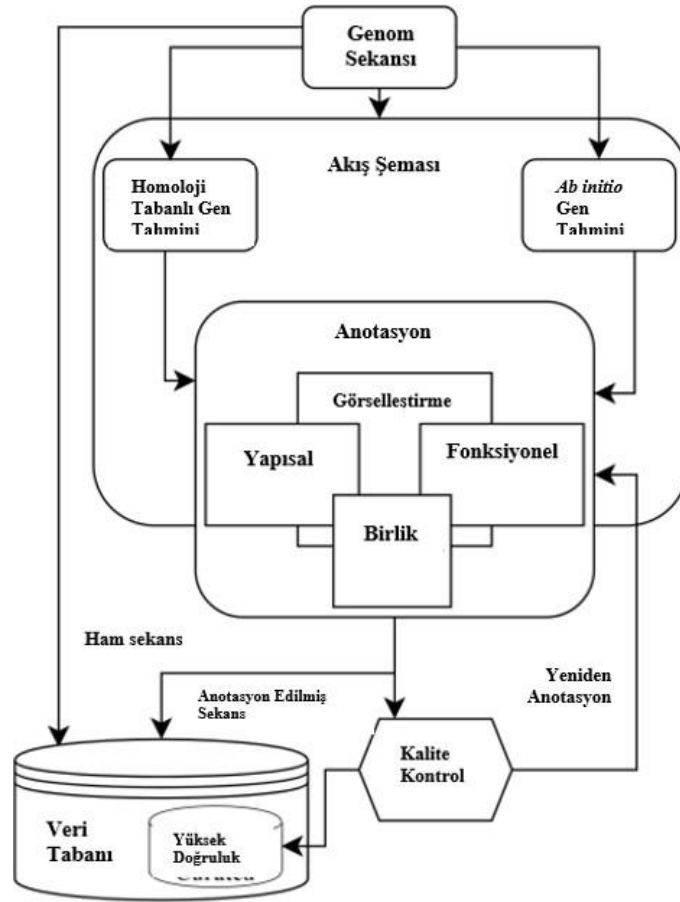 Genom
Sekansı
Akış Şeması
Homoloji
Tabanlı Gen
Tahmini
Ab initio
Gen
Tahmini
Anotasyon
Görsellestirme
Yapısal
Fonksiyonel
Birlik
Ham sekans
Anotasyon Edilmiş
Sekans
Yeniden
Anotasyon
Kalite
Kontrol
Veri
Tabanı
Yüksek
Doğruluk